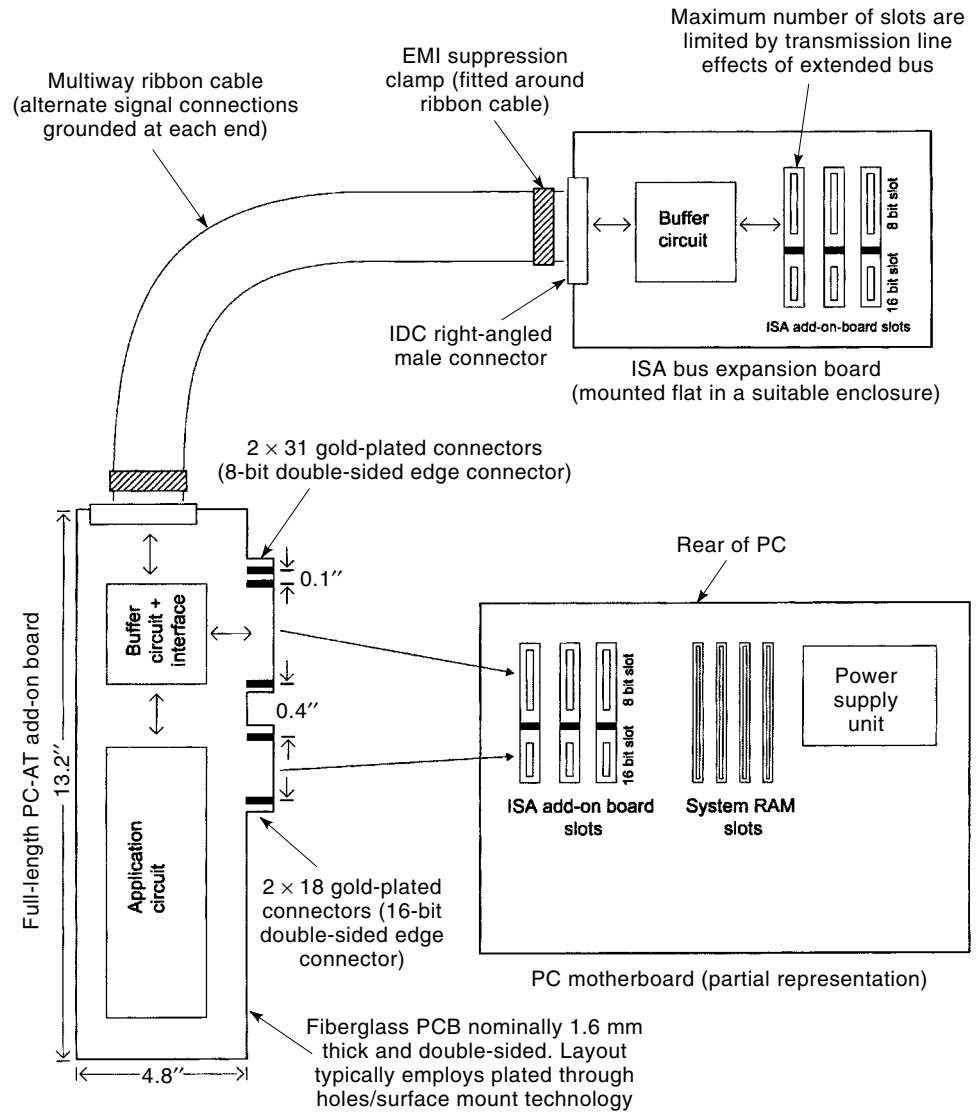 Maximum number of slots are
limited by transmission line
effects of extended bus
EMI suppression
clamp (fitted around
ribbon cable)
Multiway ribbon cable
(alternate signal connections
grounded at each end)
Buffer
circuit
8 bit slot
16 bit slot
ISA add-on-board slots
IDC right-angled
male connector
ISA bus expansion board
(mounted flat in a suitable enclosure)
2 × 31 gold-plated connectors
(8-bit double-sided edge connector)
Rear of PC
0.1″
Buffer
circuit +
interface
0.4″
Full-length PC-AT add-on board
13.2″
Application
circuit
8 bit slot
16 bit slot
ISA add-on board
slots
System RAM
slots
Power
supply
unit
2 × 18 gold-plated
connectors (16-bit
double-sided edge
connector)
PC motherboard (partial representation)
Fiberglass PCB nominally 1.6 mm
thick and double-sided. Layout
typically employs plated through
holes/surface mount technology
4.8″